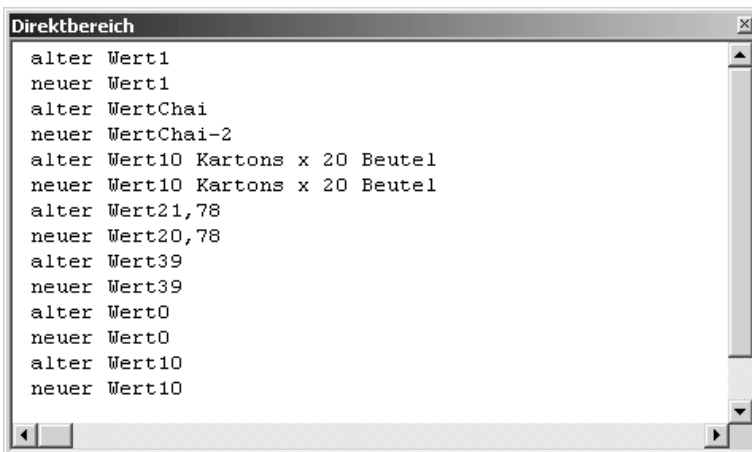 Direktbereich
alter Wert1
neuer Wert1
alter WertChai
neuer WertChai-2
alter Wert10 Kartons x 20 Beutel
neuer Wert10 Kartons x 20 Beutel
alter Wert21,78
neuer Wert20,78
alter Wert39
neuer Wert39
alter Wert0
neuer Wert0
alter Wert10
neuer Wert10